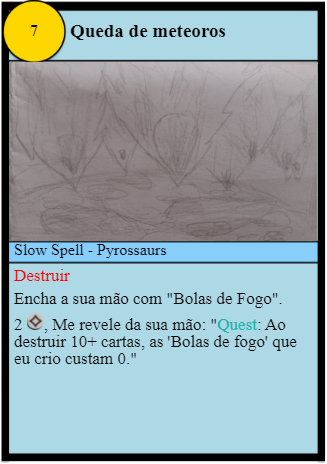 7
Queda de meteoros
Slow Spell - Pyrossaurs
Destruir
Encha a sua mão com "Bolas de Fogo".
2 , Me revele da sua mão: "Quest: Ao
destruir 10+ cartas, as 'Bolas de fogo' que
eu crio custam 0."